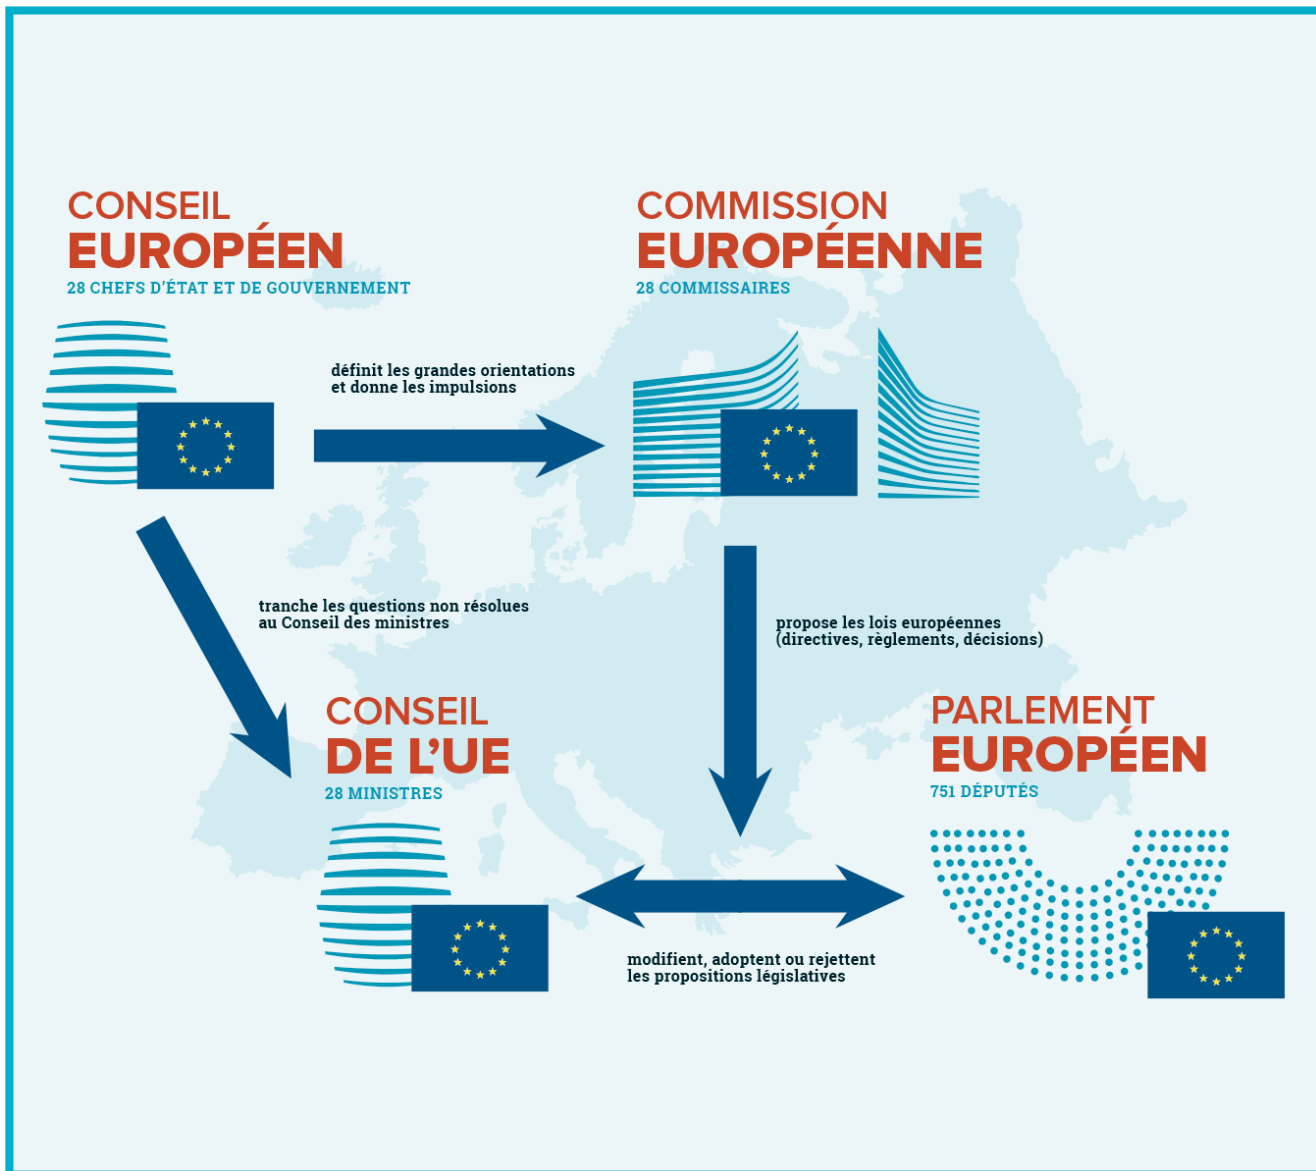 CONSEIL
EUROPÉEN
28 CHEFS D'ÉTAT ET DE GOUVERNEMENT
COMMISSION
EUROPÉENNE
28 COMMISSAIRES
définit les grandes orientations
et donne les impulsions
tranche les questions non résolues
au Conseil des ministres
propose les lois européennes
(directives, règlements, décisions)
CONSEIL
DE L'UE
28 MINISTRES
PARLEMENT
EUROPÉEN
751 DÉPUTÉS
modifient, adoptent ou rejettent
les propositions législatives